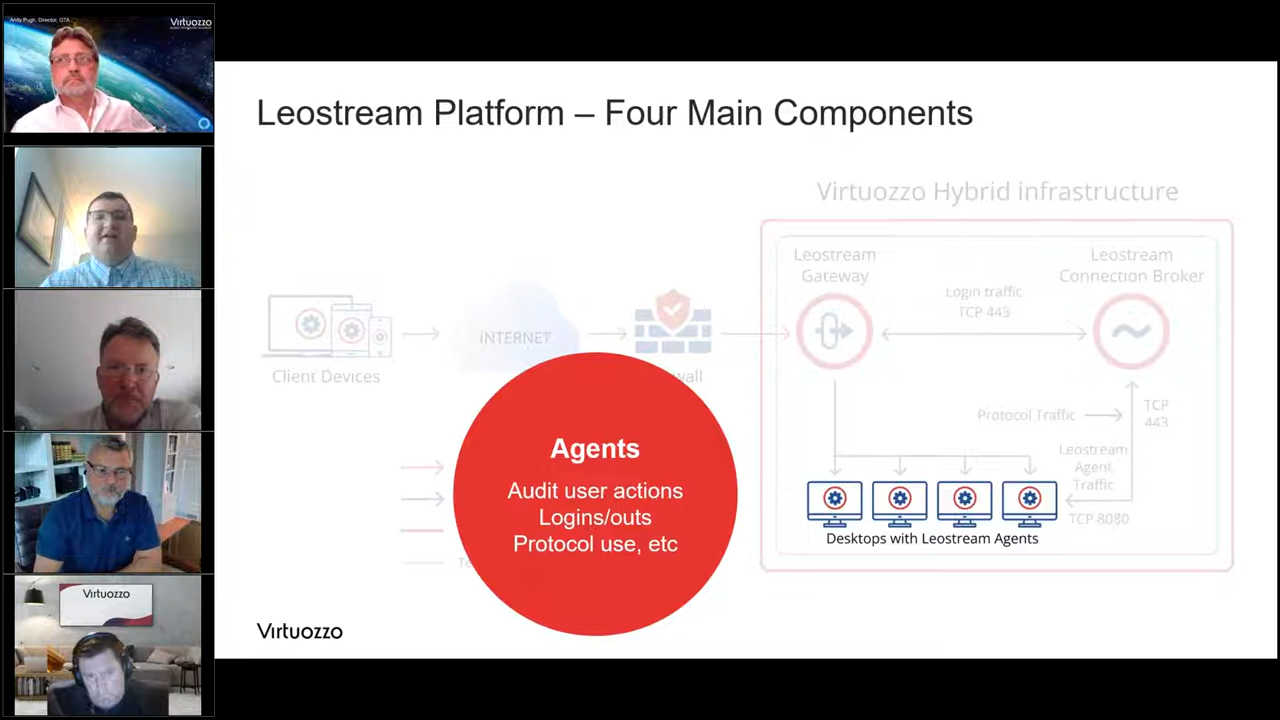 Andy Pugh, Director, GTA
Virtuozzo
Leostream Platform – Four Main Components
Virtuozzo Hybrid infrastructure
Leostream
Gateway
Leostream
Connection Broker
Login traffic
TCP 443
INTERNET
Client Devices
wall
Protocol Traffic
TCP
443
Leostream
Agent
Traffic
TCP 8080
Agents
Audit user actions
Logins/outs
Protocol use, etc
Desktops with Leostream Agents
Te
Virtuozzo
Virtuozzo